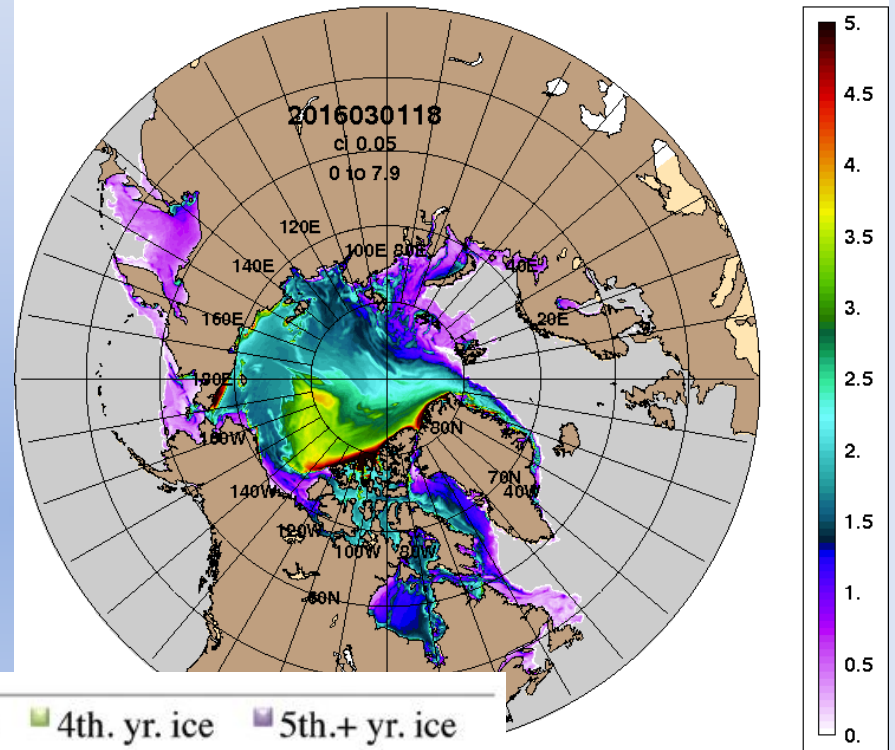 2016030118
ci 0.05
0 to 7.9
120E
100E
80E
140E
40E
160E
20E
180E
160W
80N
140W
70N
40W
120W
100W
80W
60N
5.
4.5
4.
3.5
3.
2.5
2.
1.5
1.
0.5
0.
4th. yr. ice 5th.+ yr. ice